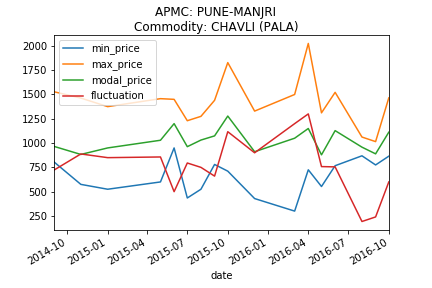 APMC: PUNE-MANJRI
Commodity: CHAVLI (PALA)
min_price
max_price
modal_price
fluctuation
2000
1750
1500
1250
1000
750
500
250
2014-10
2015-01
2015-04
2015-07
2015-10
2016-01
2016-04
2016-07
2016-10
date